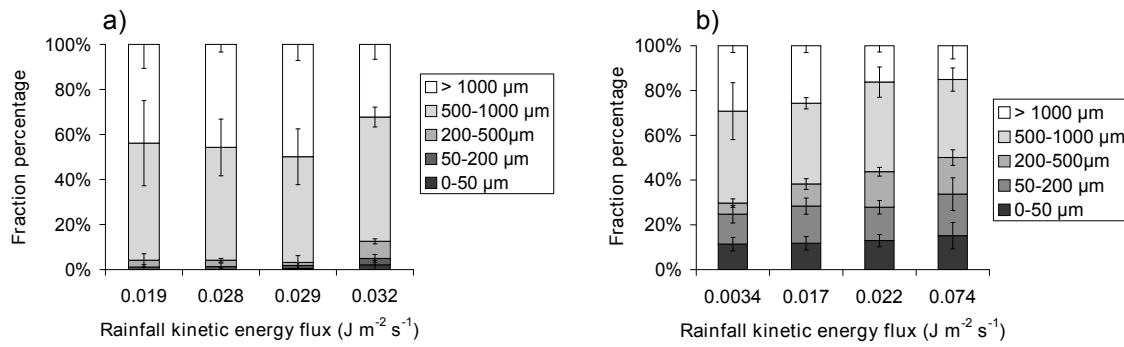 a)
100%
80%
60%
40%
20%
0%
Fraction percentage
0.019 0.028 0.029 0.032
Rainfall kinetic energy flux (J m⁻² s⁻¹)
> 1000 µm
500-1000 µm
200-500µm
50-200 µm
0-50 µm
b)
100%
80%
60%
40%
20%
0%
Fraction percentage
0.0034 0.017 0.022 0.074
Rainfall kinetic energy flux (J m⁻² s⁻¹)
> 1000 µm
500-1000 µm
200-500µm
50-200 µm
0-50 µm